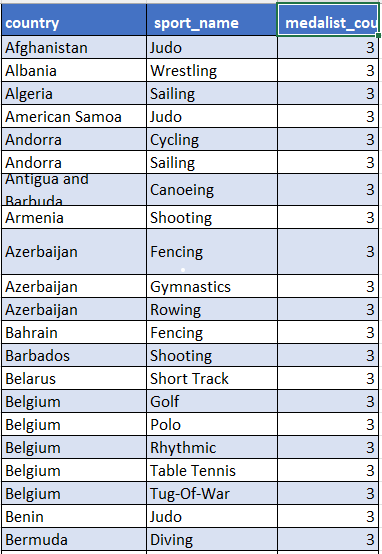 country sport_name medalist_cou
Afghanistan Judo 3
Albania Wrestling 3
Algeria Sailing 3
American Samoa Judo 3
Andorra Cycling 3
Andorra Sailing 3
Antigua and
Barbuda Canoeing 3
Armenia Shooting 3
Azerbaijan Fencing 3
Azerbaijan Gymnastics 3
Azerbaijan Rowing 3
Bahrain Fencing 3
Barbados Shooting 3
Belarus Short Track 3
Belgium Golf 3
Belgium Polo 3
Belgium Rhythmic 3
Belgium Table Tennis 3
Belgium Tug-Of-War 3
Benin Judo 3
Bermuda Diving 3